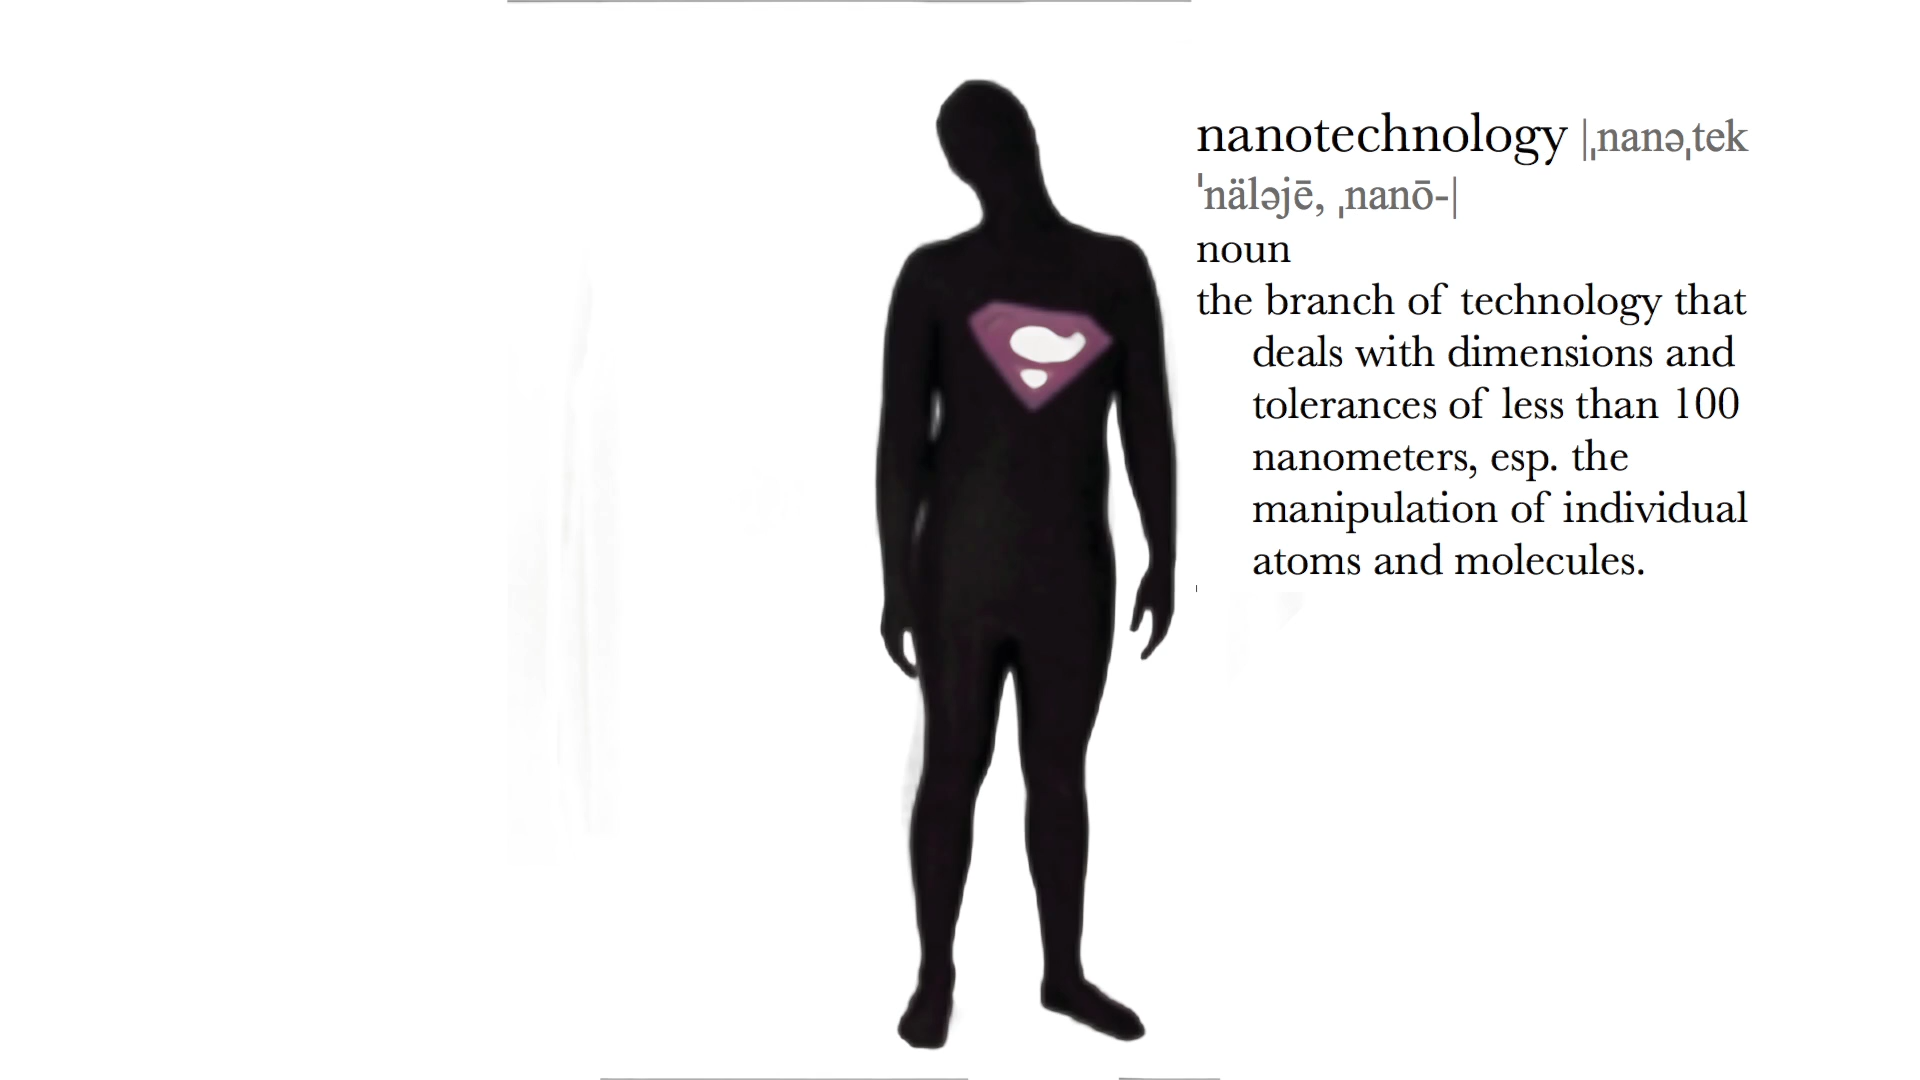 nanotechnology |ˌnanəˌtek
ˈnäləjē, ˌnanō-|
noun
the branch of technology that
deals with dimensions and
tolerances of less than 100
nanometers, esp. the
manipulation of individual
atoms and molecules.